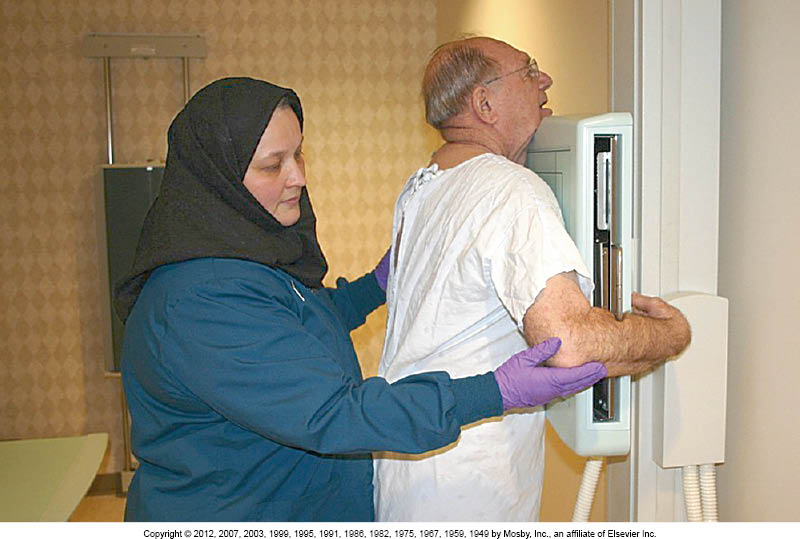 Copyright © 2012, 2007, 2003, 1999, 1995, 1991, 1986, 1982, 1975, 1967, 1959, 1949 by Mosby, Inc., an affiliate of Elsevier Inc.